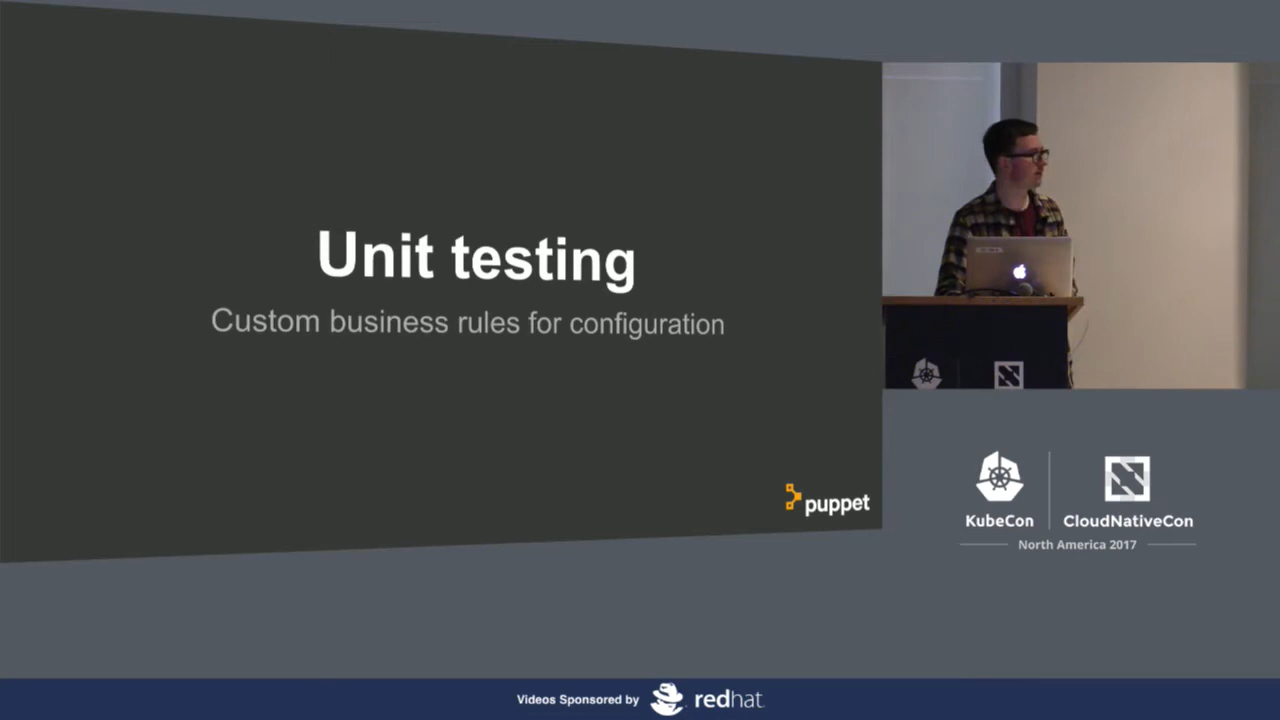 Unit testing
Custom business rules for configuration
puppet
KubeCon
CloudNativeCon
North America 2017
Videos Sponsored by redhat